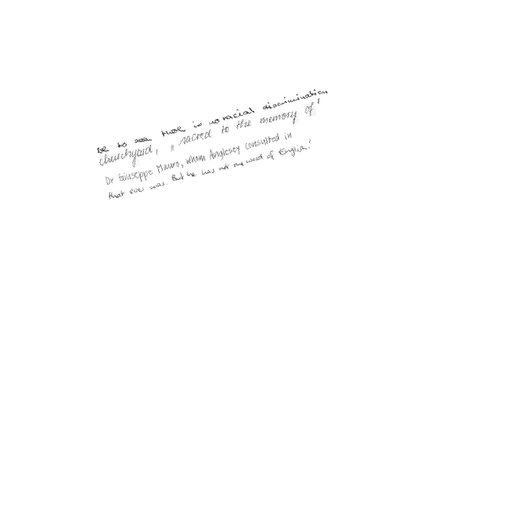 be to see that is no racial discrimination
churchyard, " sacred to the memory of"
Dr Guiseppe Mauro, whom Anglesey consulted in
that ever was. But he has not one word of English!